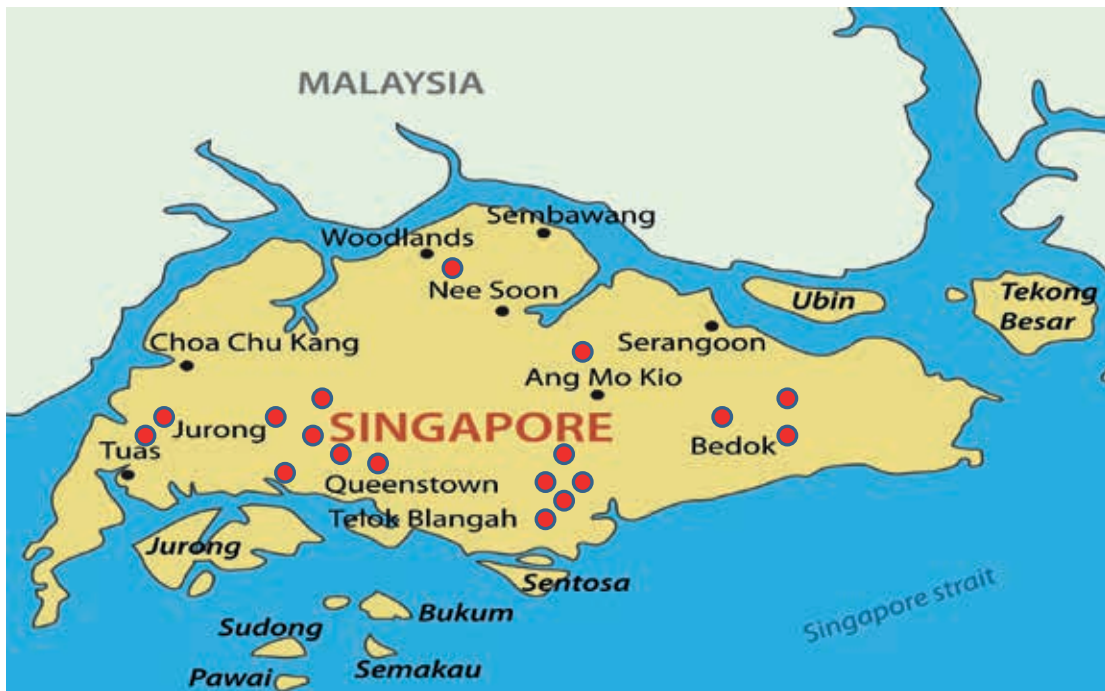 MALAYSIA
Sembawang
Woodlands
Nee Soon
Ubin
Tekong
Besar
Choa Chu Kang
Serangoon
Ang Mo Kio
Jurong
SINGAPORE
Bedok
Tuas
Queenstown
Telok Blangah
Jurong
Sentosa
Singapore strait
Bukum
Sudong
Semakau
Pawai